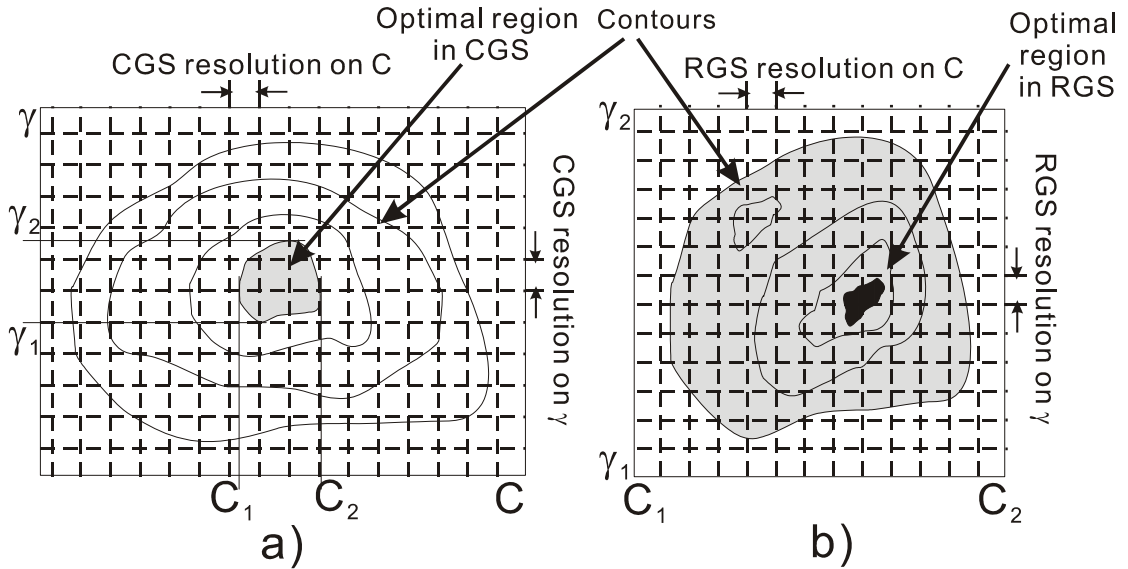 Optimal region
in CGS
Contours
Optimal
region
in RGS
CGS resolution on C
RGS resolution on C
γ
γ₂
γ₁
CGS resolution on γ
C₁
C₂
C
a)
γ₂
γ₁
RGS resolution on γ
C₁
C₂
b)